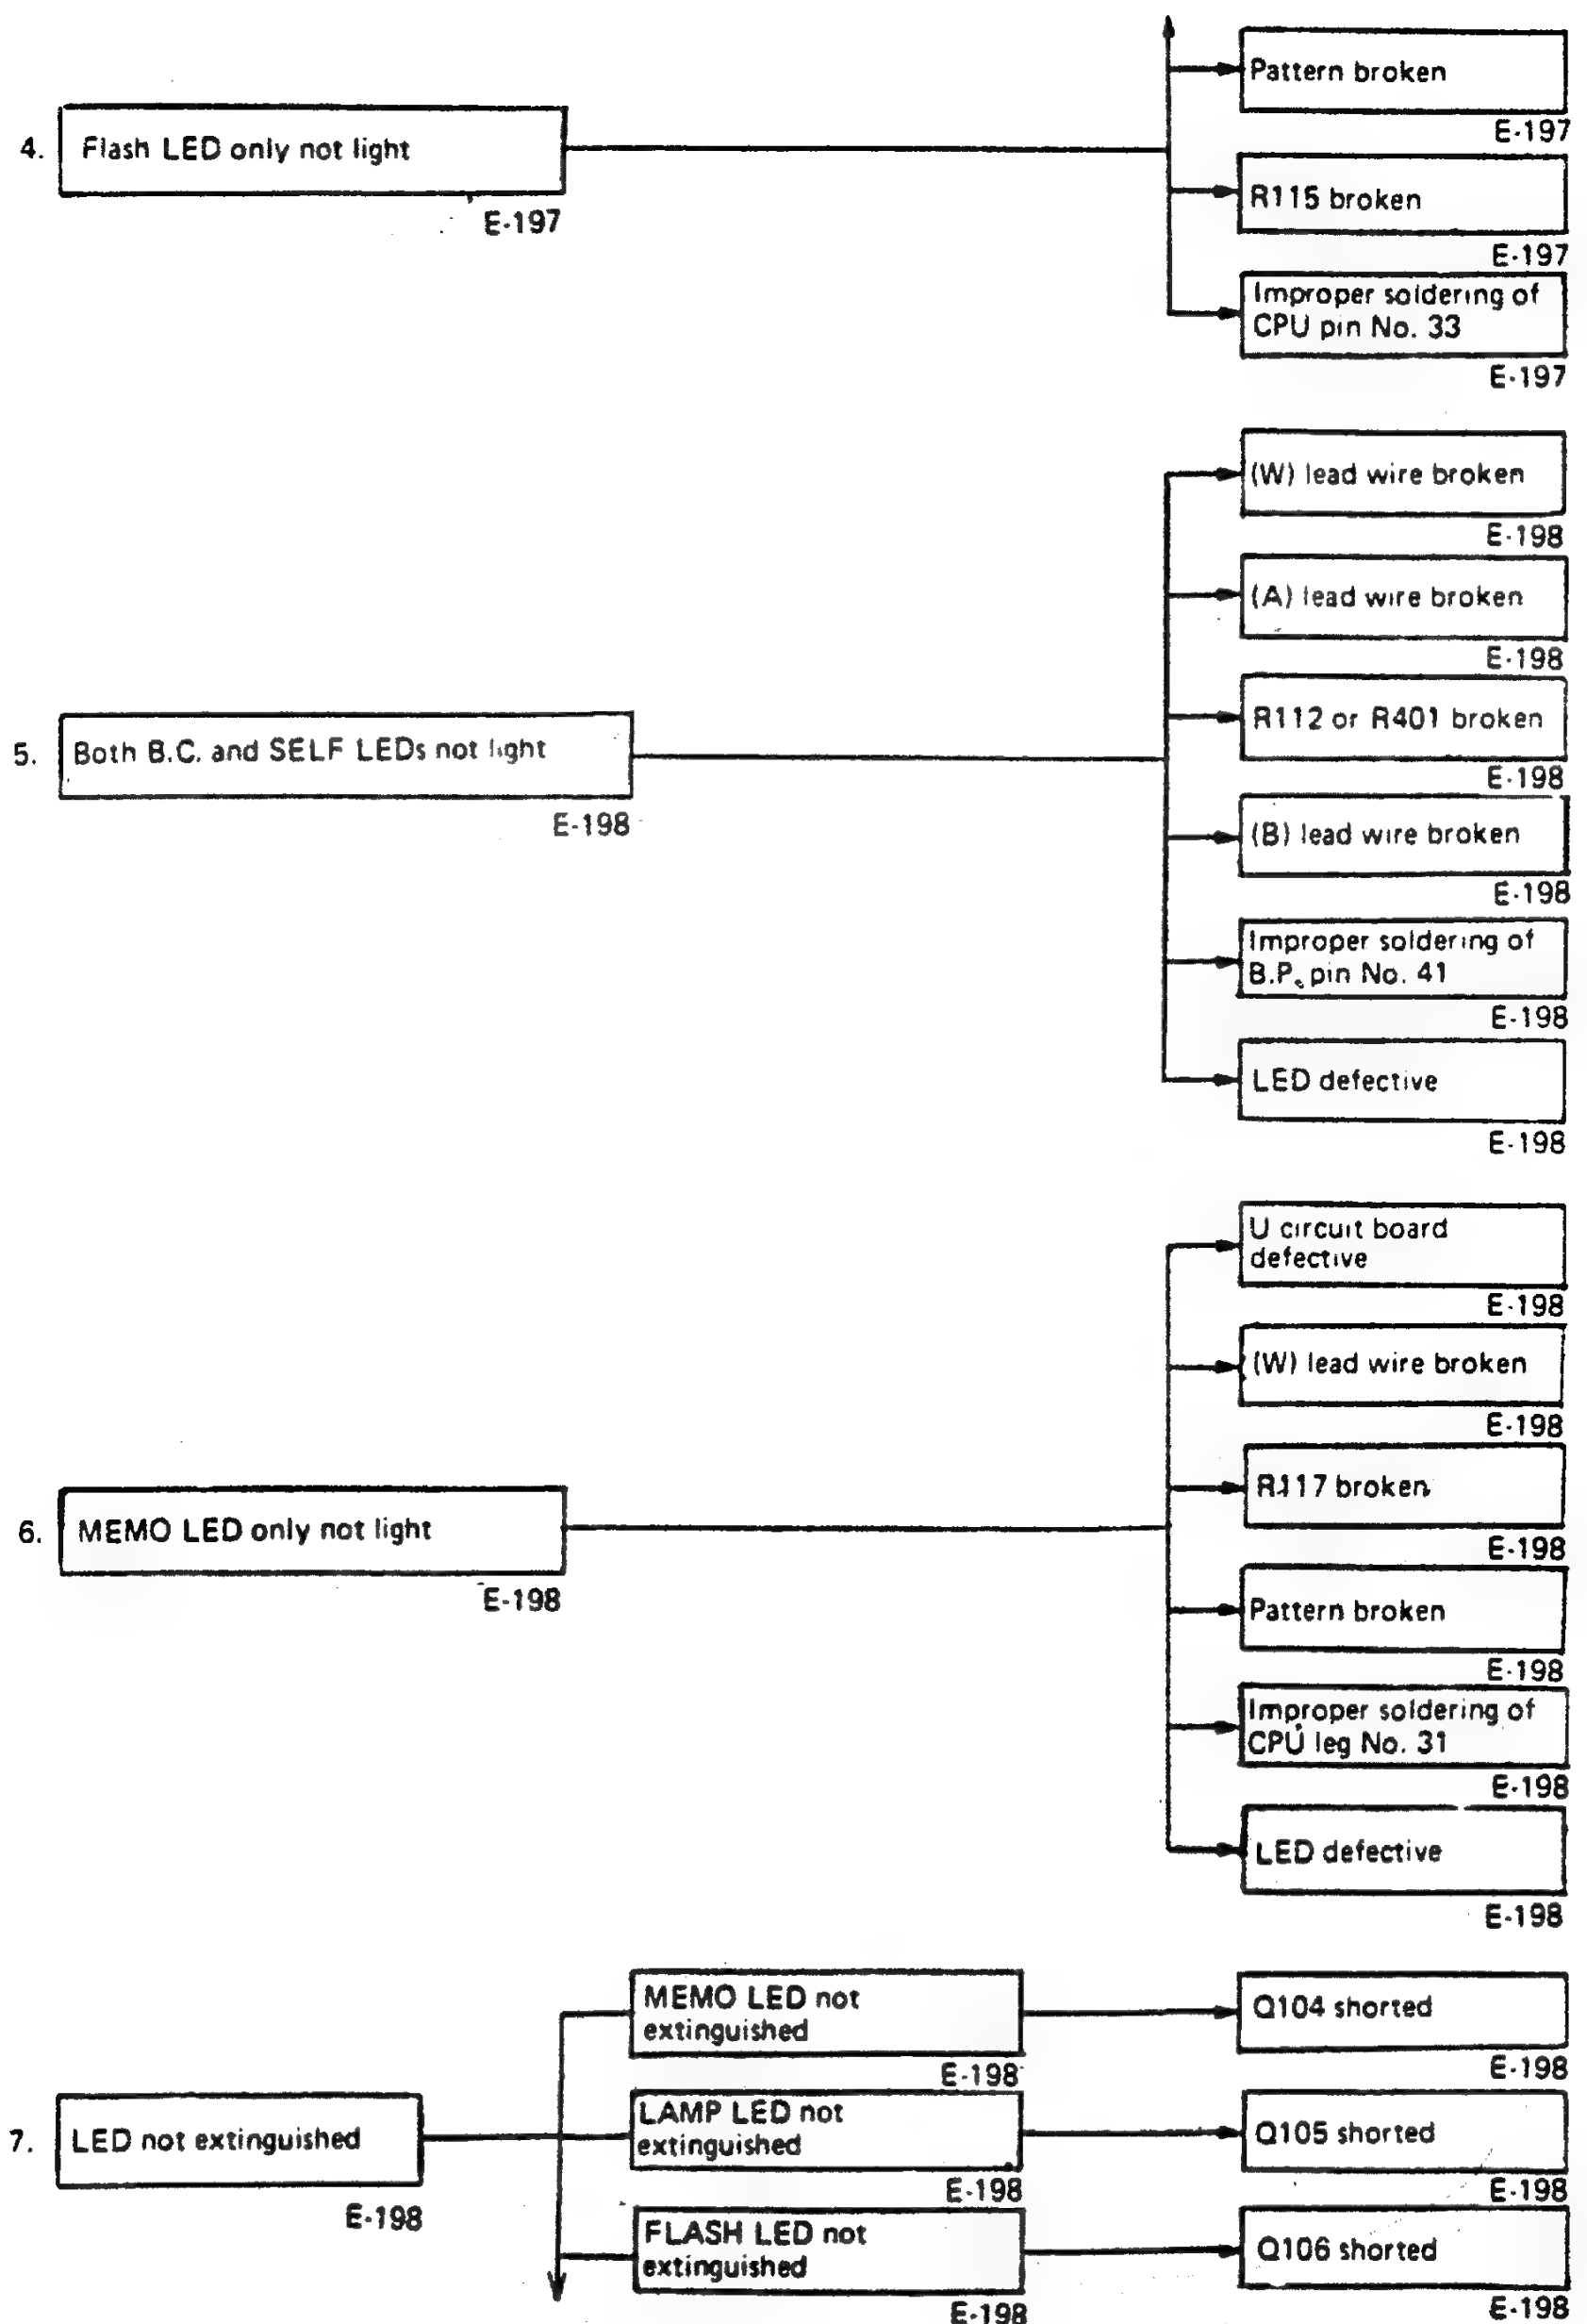 4. Flash LED only not light
E-197
Pattern broken
E-197
R115 broken
E-197
Improper soldering of
CPU pin No. 33
E-197
5. Both B.C. and SELF LEDs not light
E-198
(W) lead wire broken
E-198
(A) lead wire broken
E-198
R112 or R401 broken
E-198
(B) lead wire broken
E-198
Improper soldering of
B.P. pin No. 41
E-198
LED defective
E-198
6. MEMO LED only not light
E-198
U circuit board
defective
E-198
(W) lead wire broken
E-198
R117 broken
E-198
Pattern broken
E-198
Improper soldering of
CPU leg No. 31
E-198
LED defective
E-198
7. LED not extinguished
E-198
MEMO LED not
extinguished
E-198
Q104 shorted
E-198
LAMP LED not
extinguished
E-198
Q105 shorted
E-198
FLASH LED not
extinguished
E-198
Q106 shorted
E-198